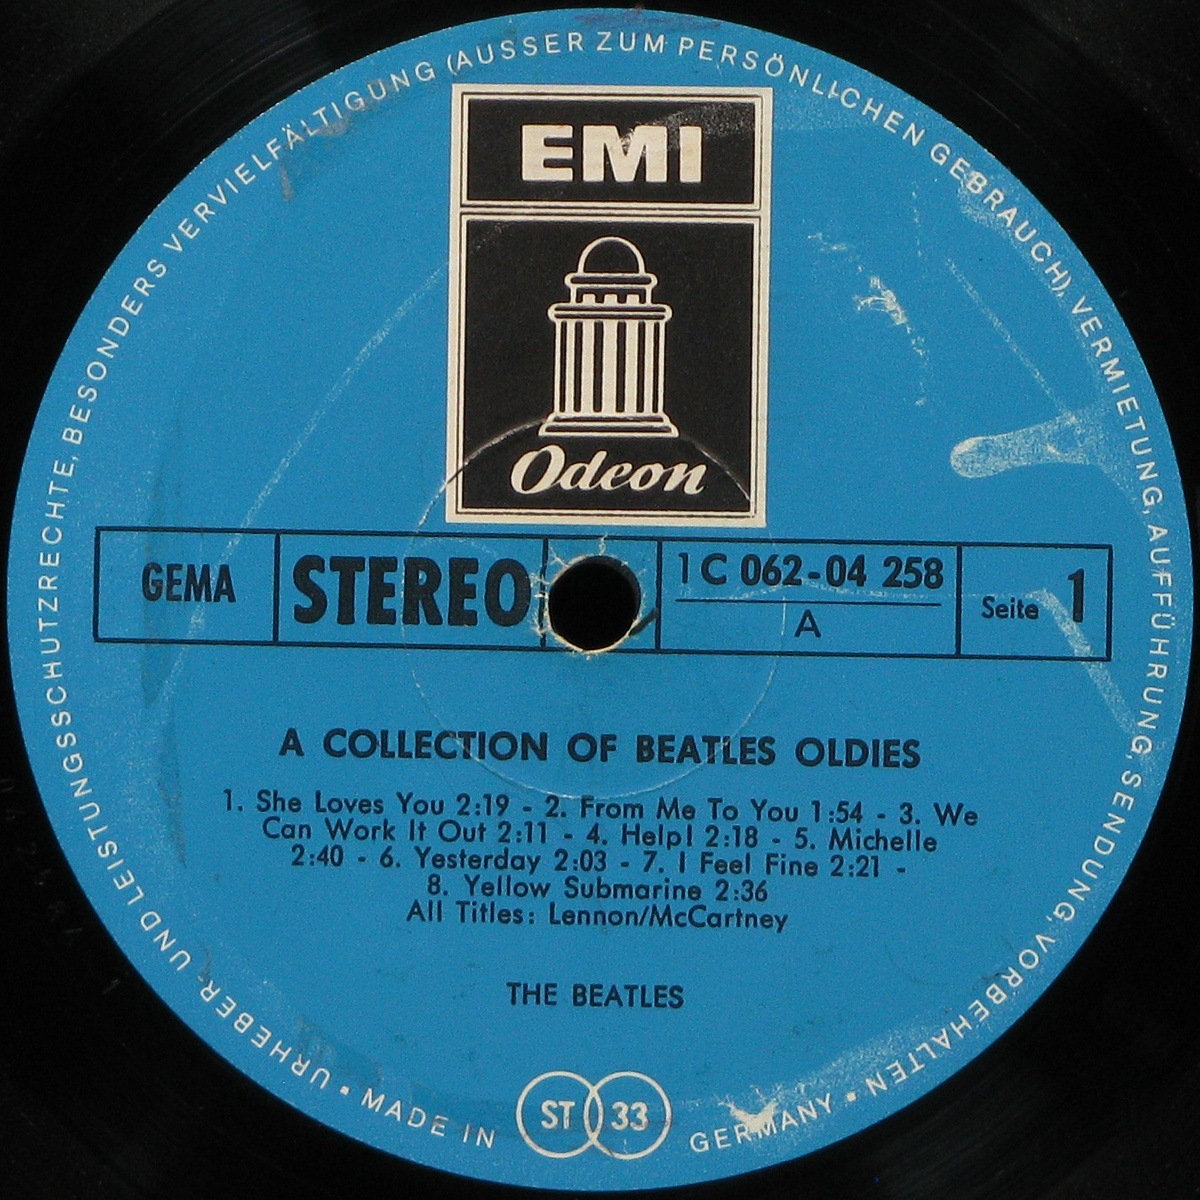 URHEBER- UND LEISTUNGSSCHUTZRECHTE, BESONDERS VERVIELFÄLTIGUNG (AUSSER ZUM PERSÖNLICHEN GEBRAUCH), VERMIETUNG, AUFFÜHRUNG, SENDUNG, VORBEHALTEN •
EMI
Odeon
GEMA
STEREO
1 C 062-04 258
A
Seite 1
A COLLECTION OF BEATLES OLDIES
1. She Loves You 2:19 - 2. From Me To You 1:54 - 3. We
Can Work It Out 2:11 - 4. Help! 2:18 - 5. Michelle
2:40 - 6. Yesterday 2:03 - 7. I Feel Fine 2:21 -
8. Yellow Submarine 2:36
All Titles: Lennon/McCartney
THE BEATLES
• MADE IN
ST 33
GERMANY